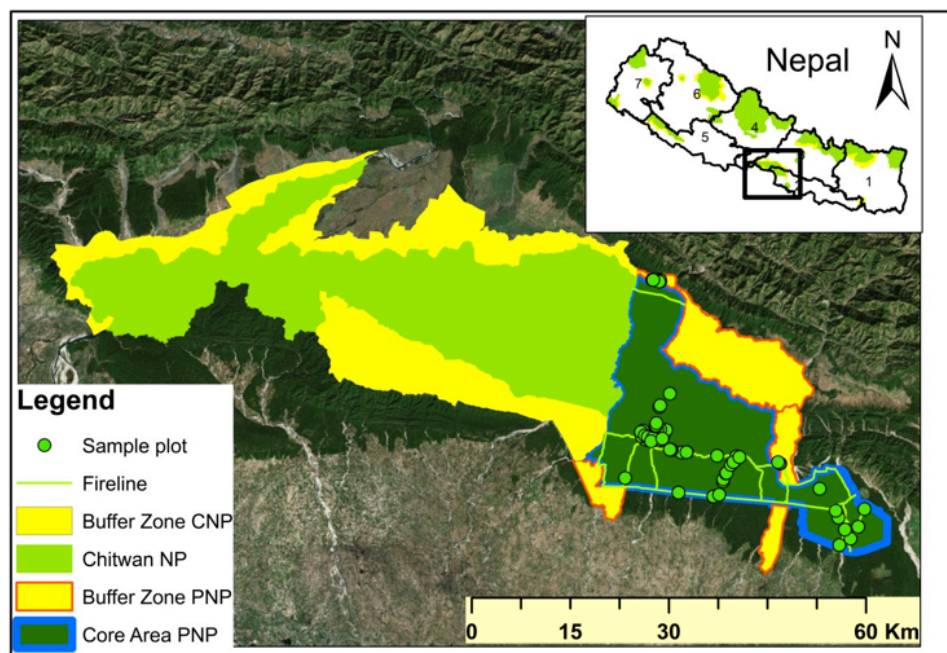 Nepal
N
7
6
4
5
1
Legend
Sample plot
Fireline
Buffer Zone CNP
Chitwan NP
Buffer Zone PNP
Core Area PNP
0 15 30 60 Km